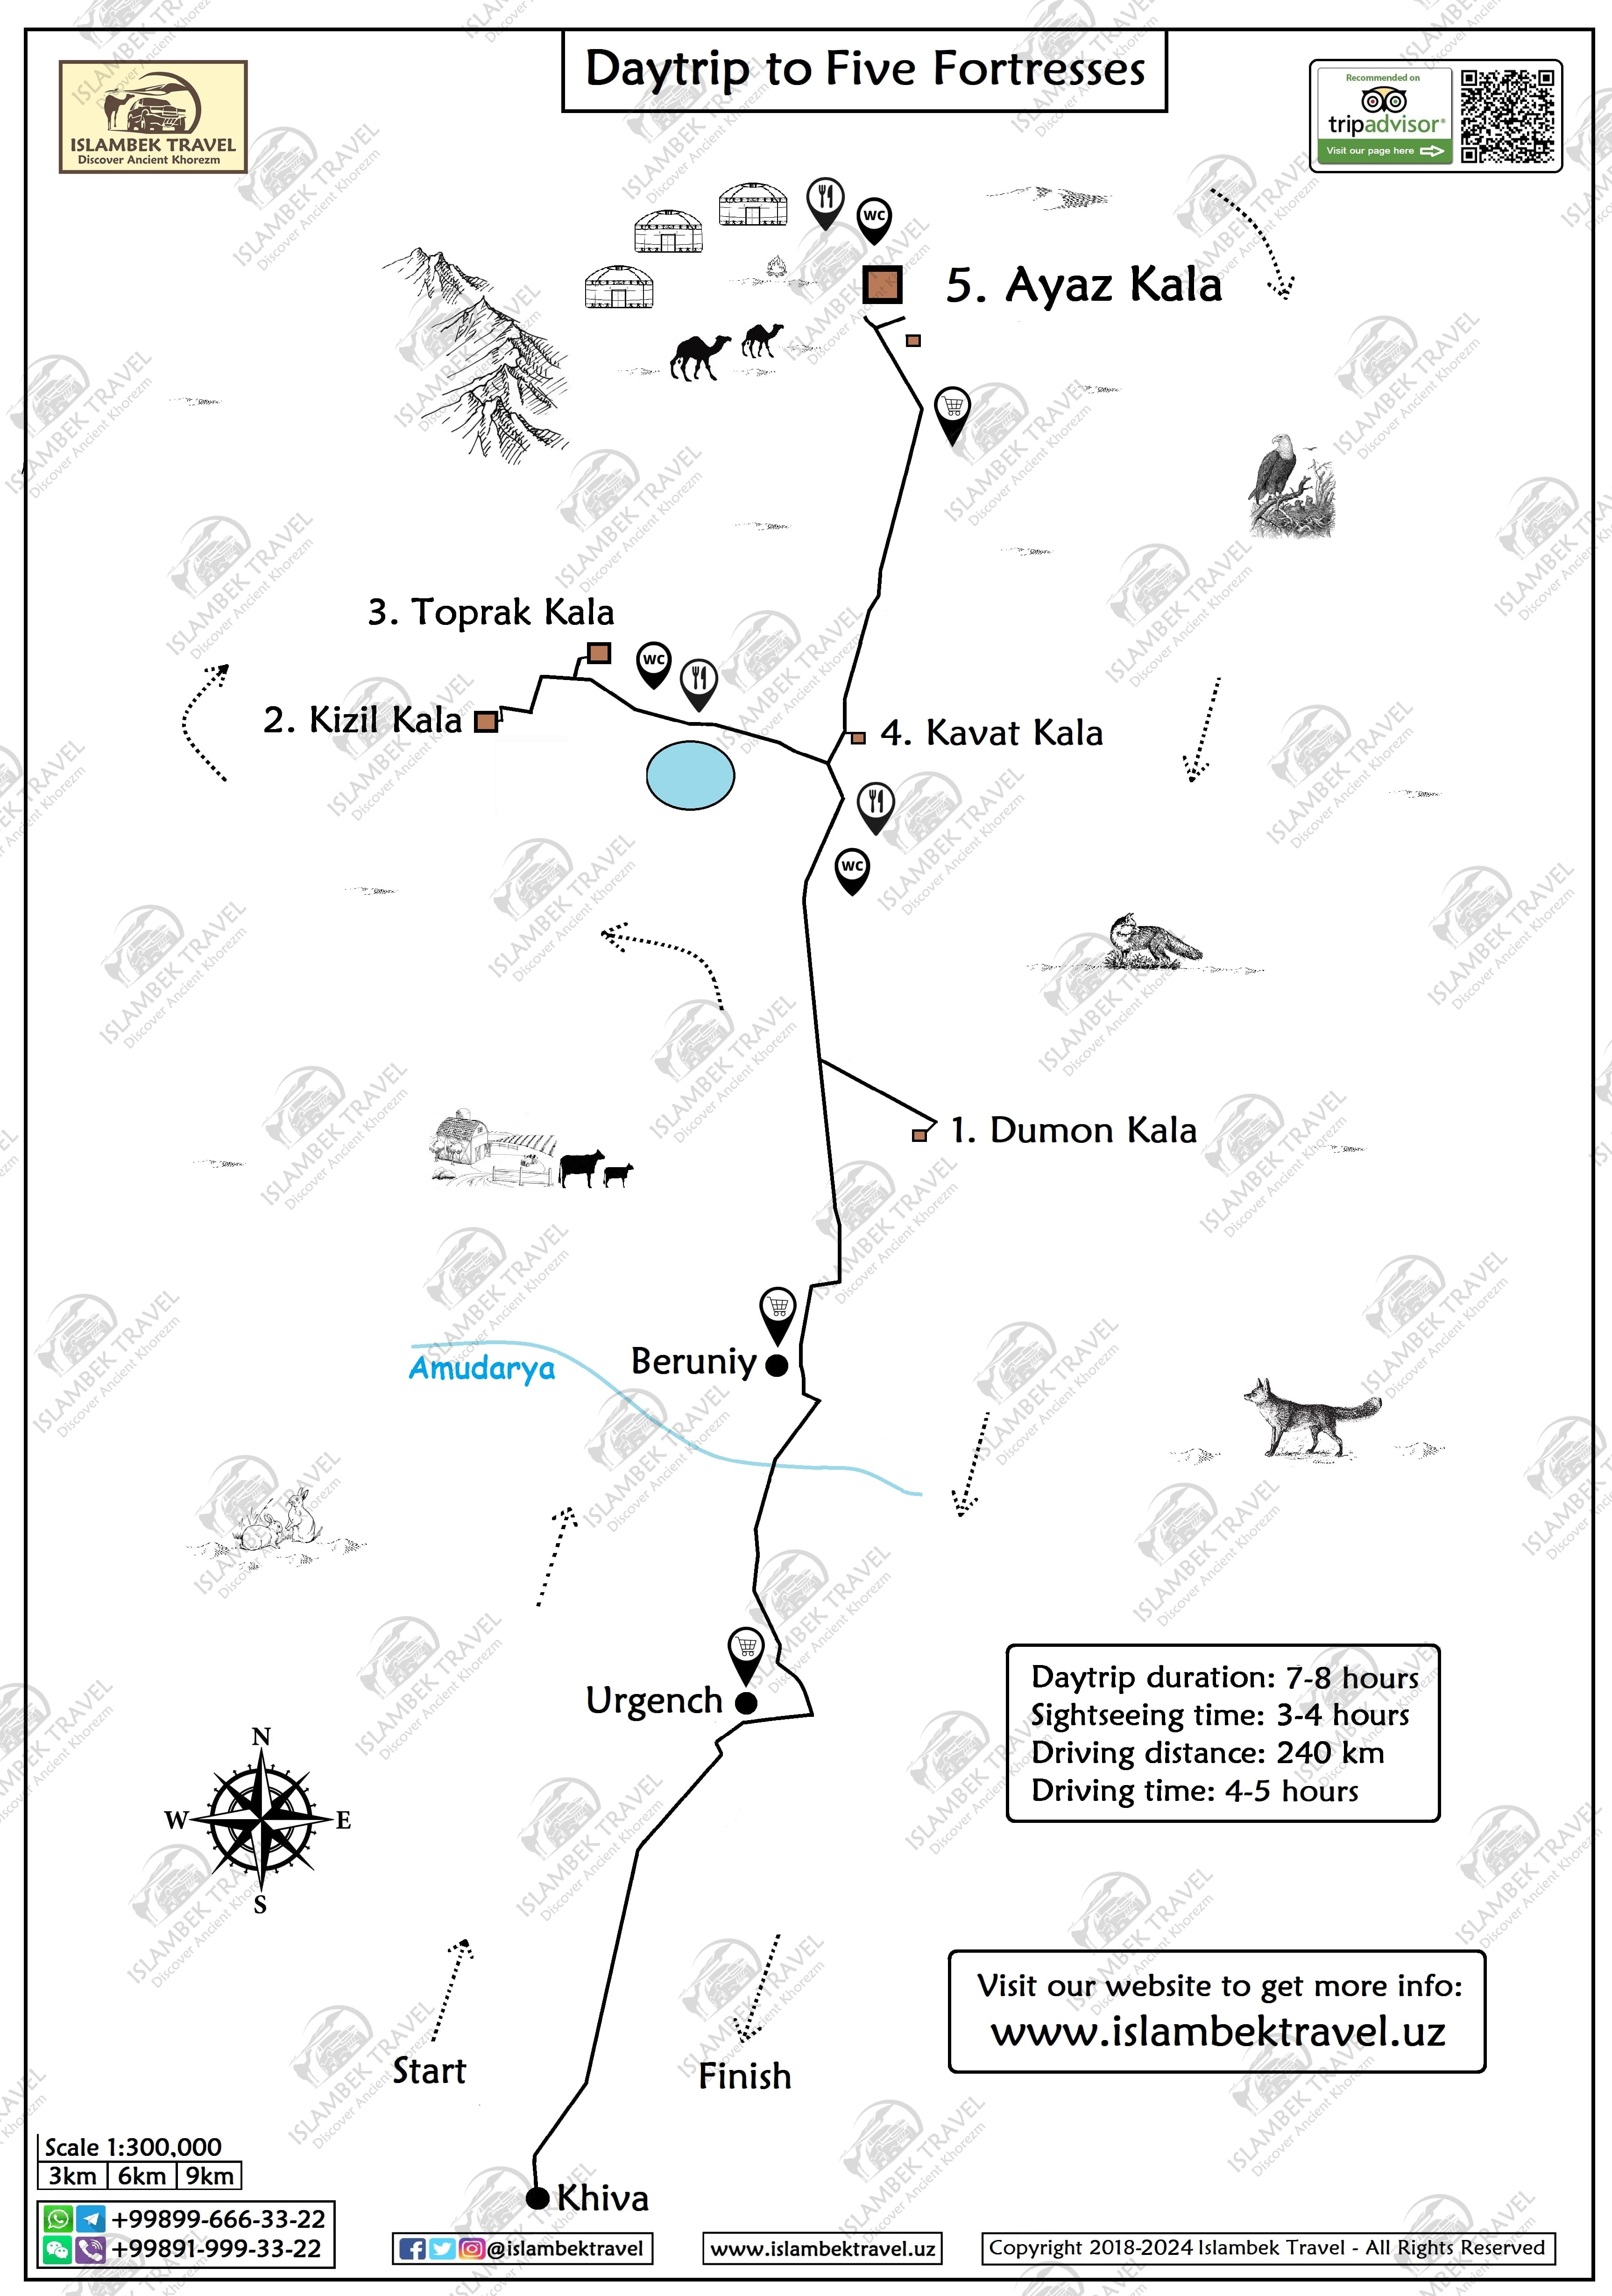 Daytrip to Five Fortresses
ISLAMBEK TRAVEL
Discover Ancient Khorezm
Recommended on
tripadvisor®
Visit our page here
WC
5. Ayaz Kala
3. Toprak Kala
WC
2. Kizil Kala
4. Kavat Kala
WC
1. Dumon Kala
Beruniy
Amudarya
Urgench
Daytrip duration: 7-8 hours
Sightseeing time: 3-4 hours
Driving distance: 240 km
Driving time: 4-5 hours
N
W E
S
Visit our website to get more info:
www.islambektravel.uz
Start
Finish
Scale 1:300,000
3km 6km 9km
Khiva
+99899-666-33-22
+99891-999-33-22
@islambektravel
www.islambektravel.uz
Copyright 2018-2024 Islambek Travel - All Rights Reserved